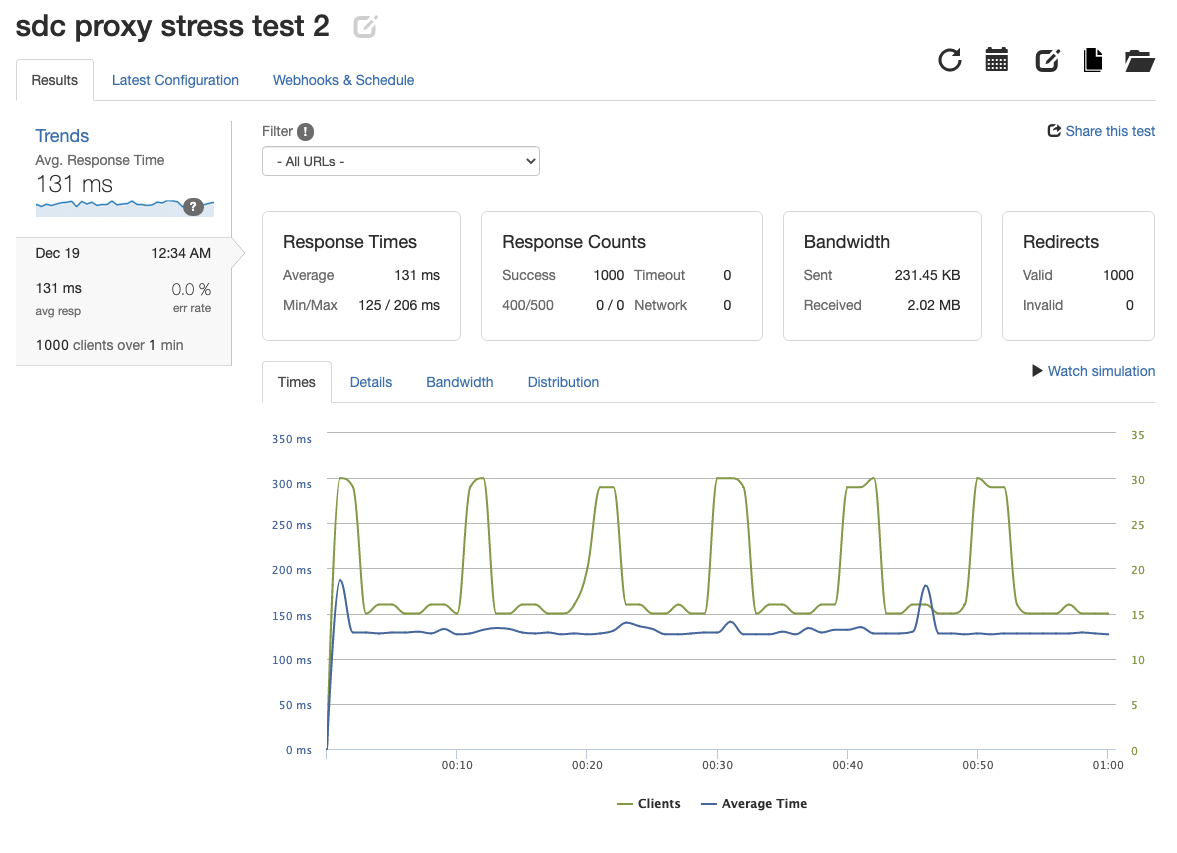 sdc proxy stress test 2
Results
Latest Configuration
Webhooks & Schedule
Trends
Avg. Response Time
131 ms
?
Dec 19 12:34 AM
131 ms 0.0 %
avg resp err rate
1000 clients over 1 min
Filter !
- All URLs -
Share this test
Response Times
Average 131 ms
Min/Max 125 / 206 ms
Response Counts
Success 1000 Timeout 0
400/500 0 / 0 Network 0
Bandwidth
Sent 231.45 KB
Received 2.02 MB
Redirects
Valid 1000
Invalid 0
Times
Details
Bandwidth
Distribution
Watch simulation
350 ms
300 ms
250 ms
200 ms
150 ms
100 ms
50 ms
0 ms
35
30
25
20
15
10
5
0
00:10
00:20
00:30
00:40
00:50
01:00
Clients
Average Time